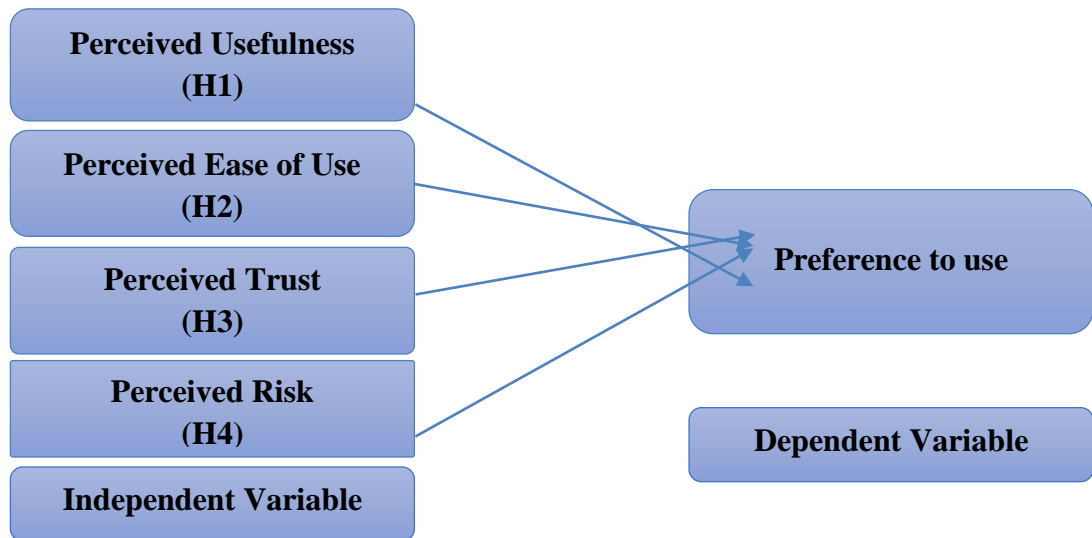 Perceived Usefulness
(H1)
Perceived Ease of Use
(H2)
Perceived Trust
(H3)
Perceived Risk
(H4)
Independent Variable
Preference to use
Dependent Variable